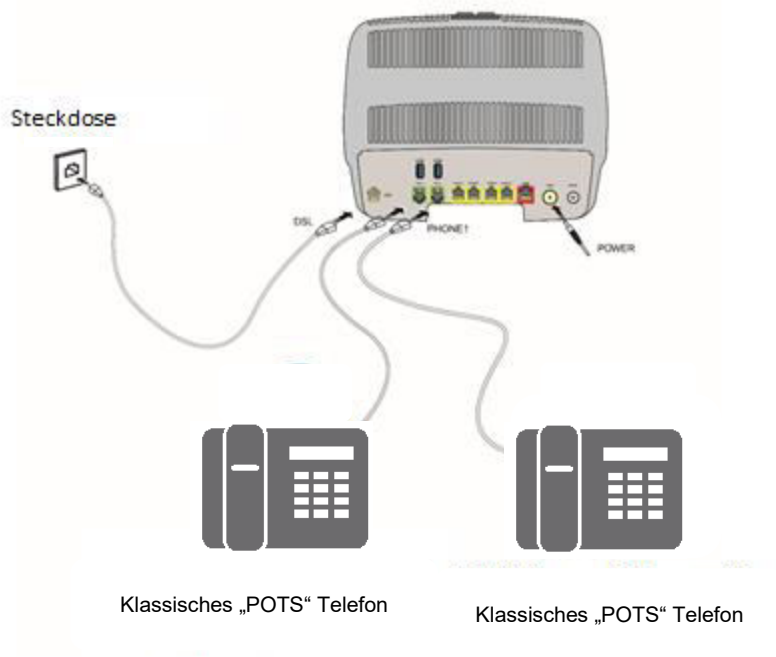 Steckdose
DSL
PHONE1
POWER
Klassisches „POTS“ Telefon
Klassisches „POTS“ Telefon